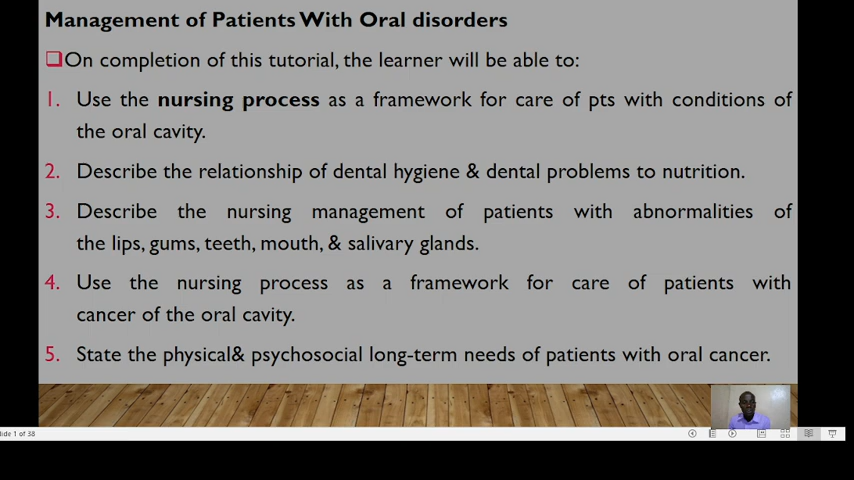 Management of Patients With Oral disorders
On completion of this tutorial, the learner will be able to:
1. Use the nursing process as a framework for care of pts with conditions of
the oral cavity.
2. Describe the relationship of dental hygiene & dental problems to nutrition.
3. Describe the nursing management of patients with abnormalities of
the lips, gums, teeth, mouth, & salivary glands.
4. Use the nursing process as a framework for care of patients with
cancer of the oral cavity.
5. State the physical& psychosocial long-term needs of patients with oral cancer.
lide 1 of 38